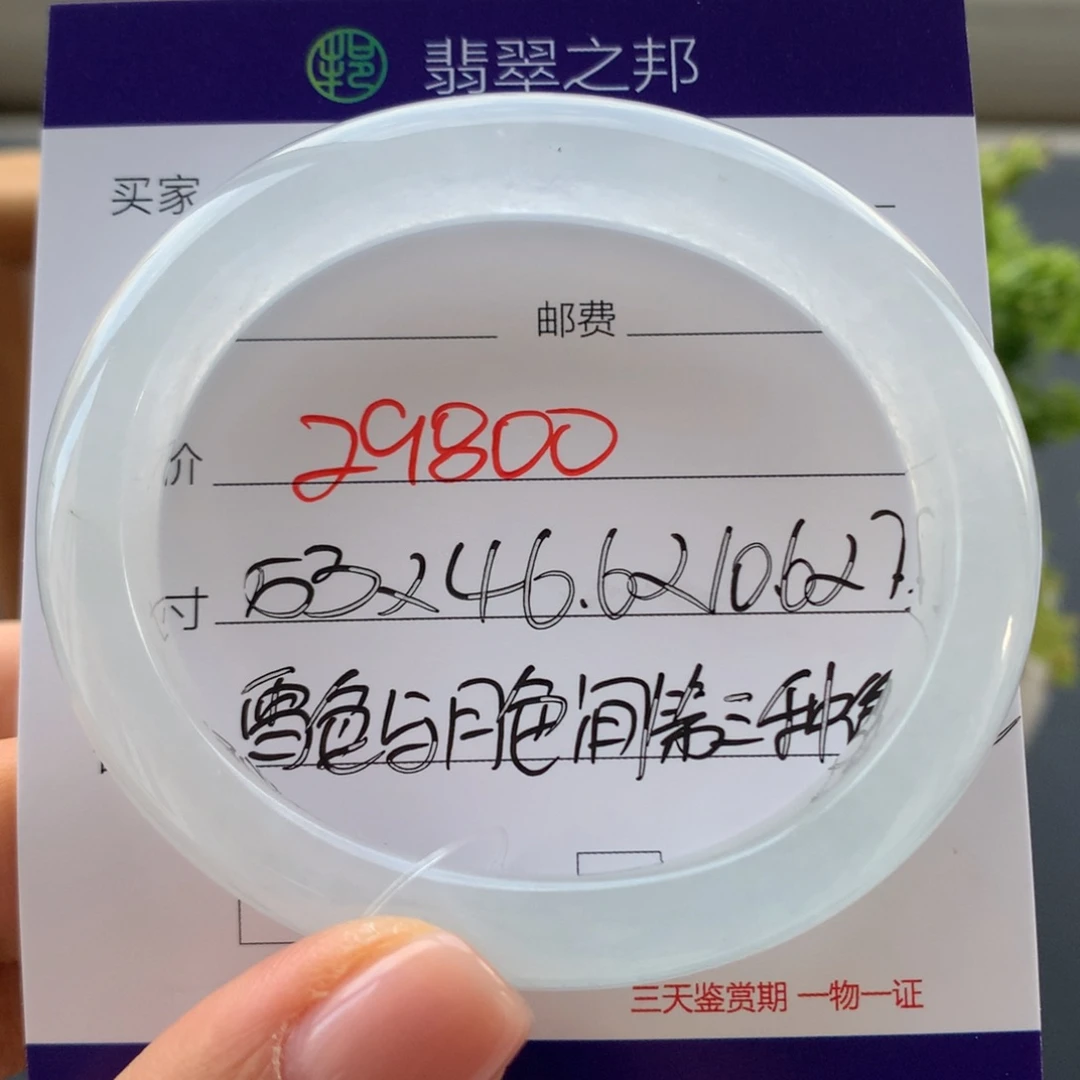 翡翠之邦
买家
邮费
价 29800
寸 53x46.6x10.6x7.
雪色与月色间第三种绝
三天鉴赏期 一物一证